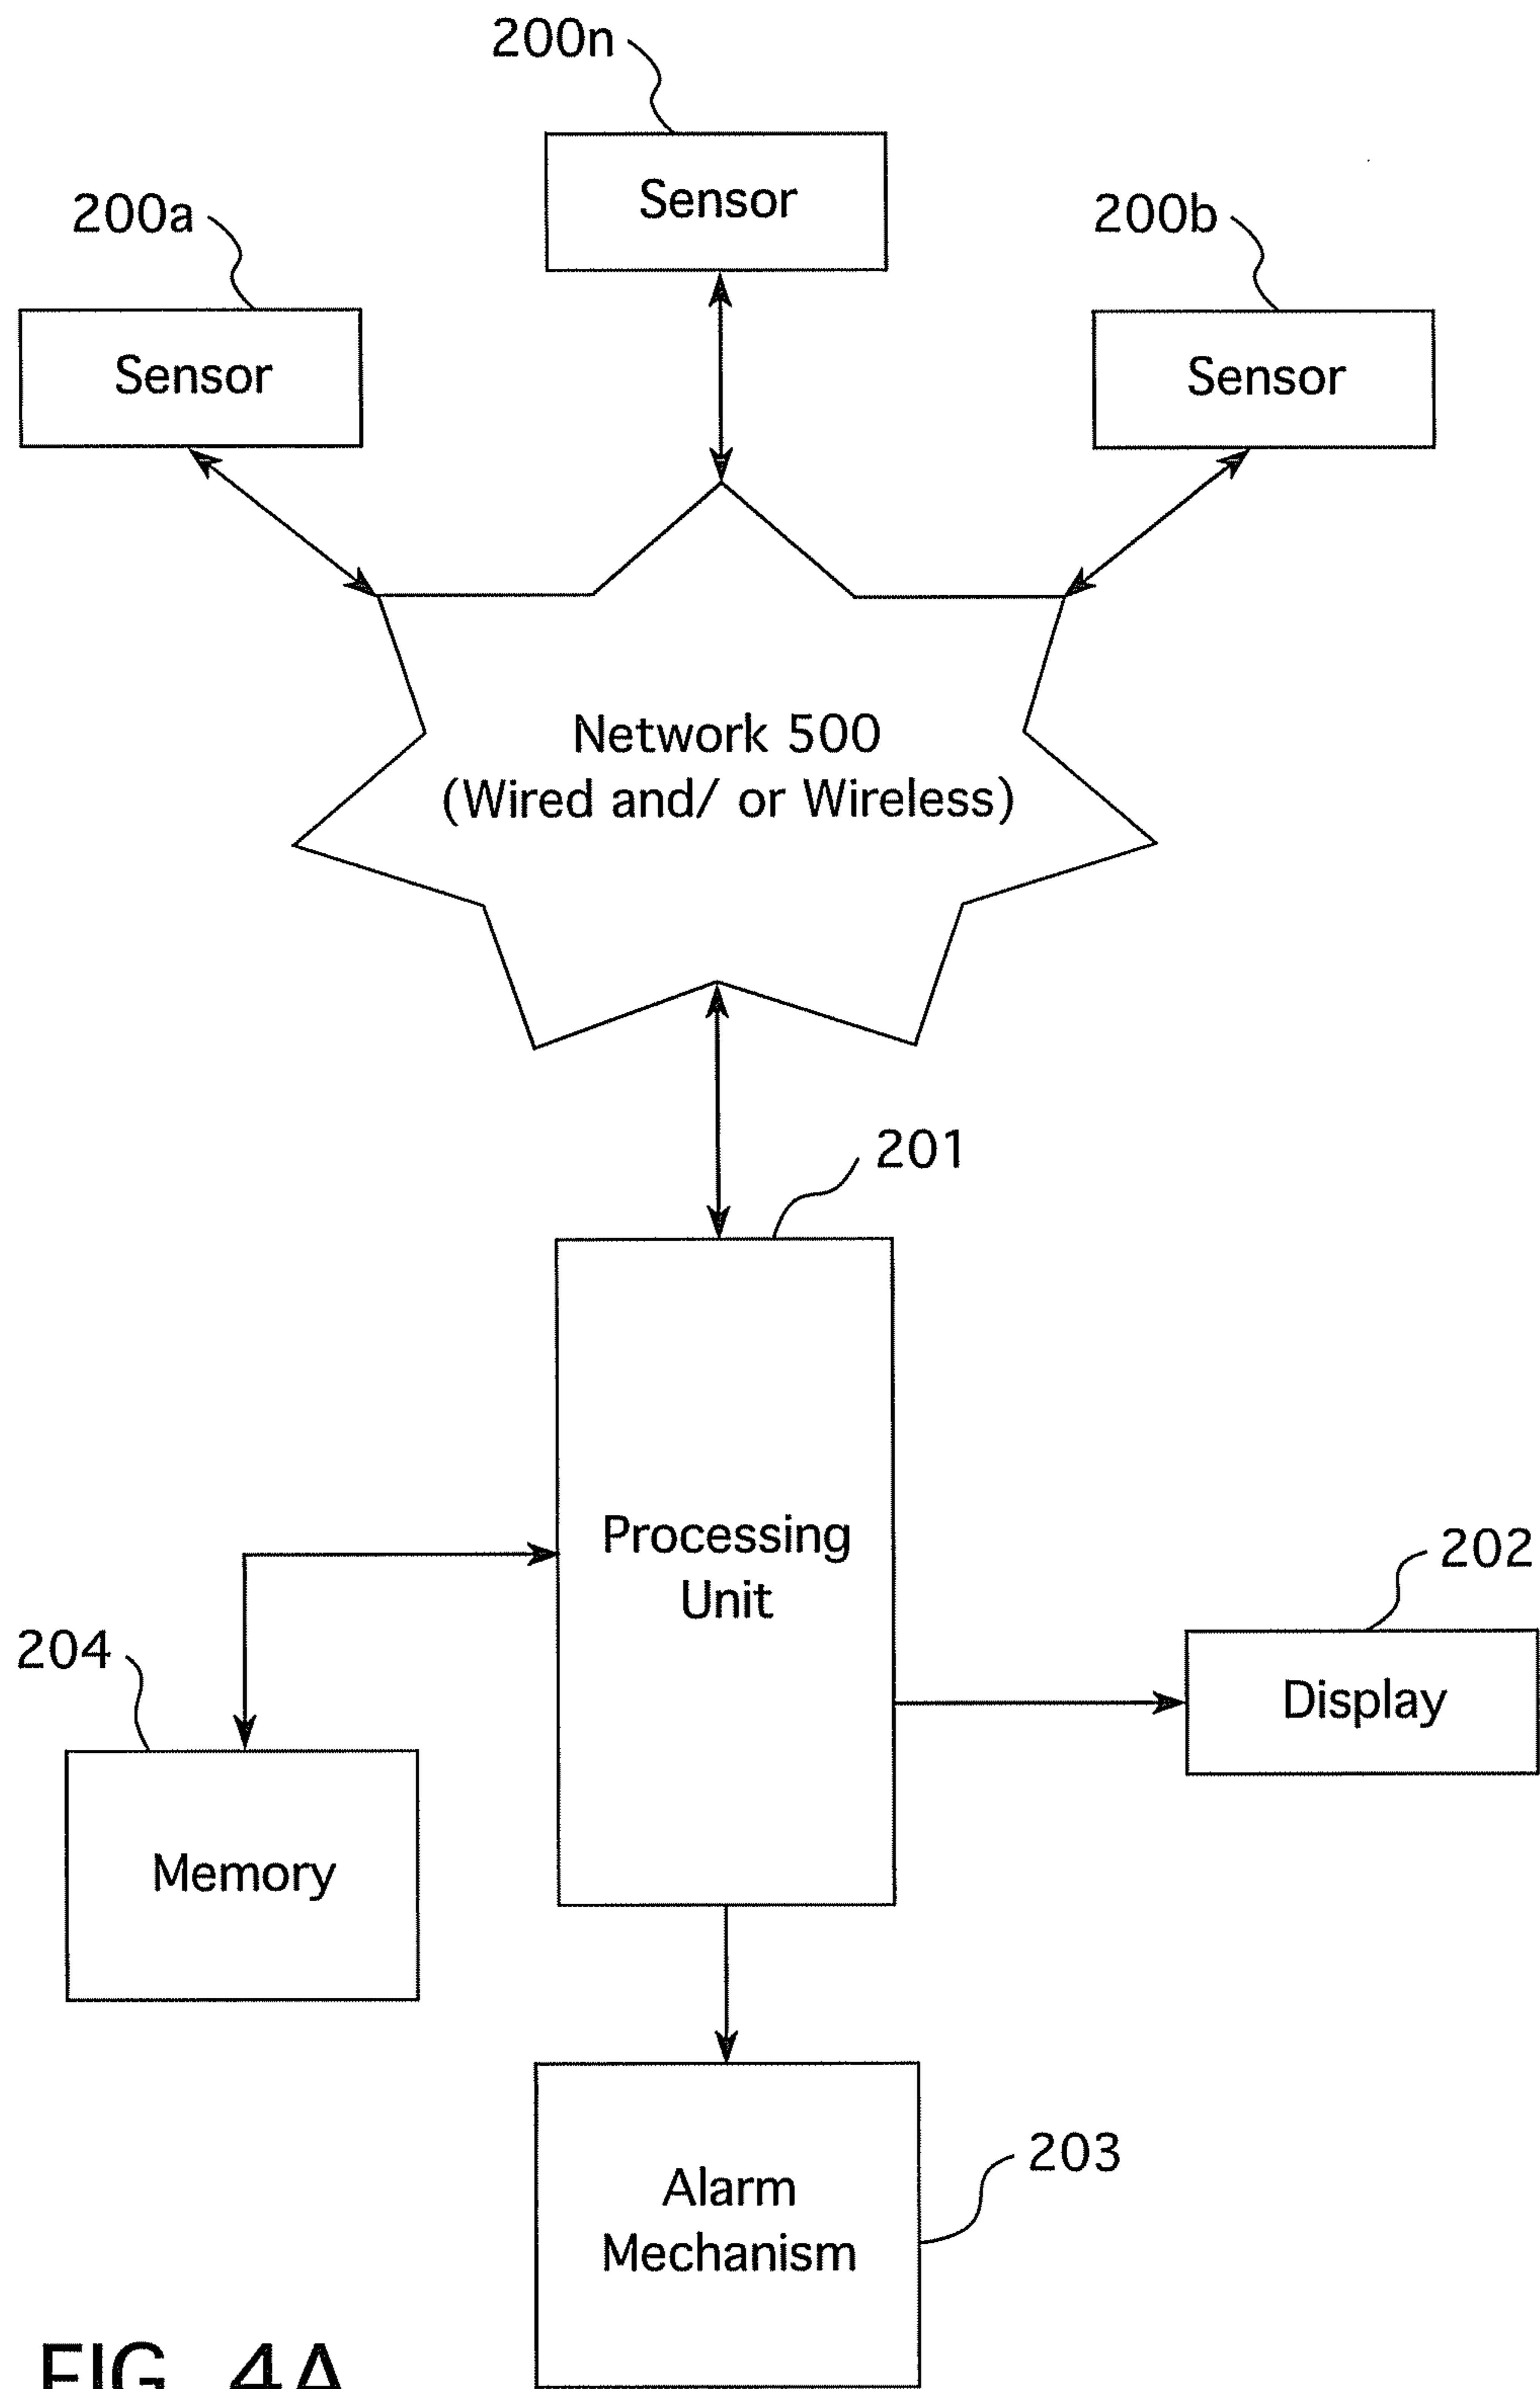 200n
Sensor
200a
Sensor
200b
Sensor
Network 500
(Wired and/ or Wireless)
201
Processing
Unit
202
Display
204
Memory
203
Alarm
Mechanism
FIG. 4A